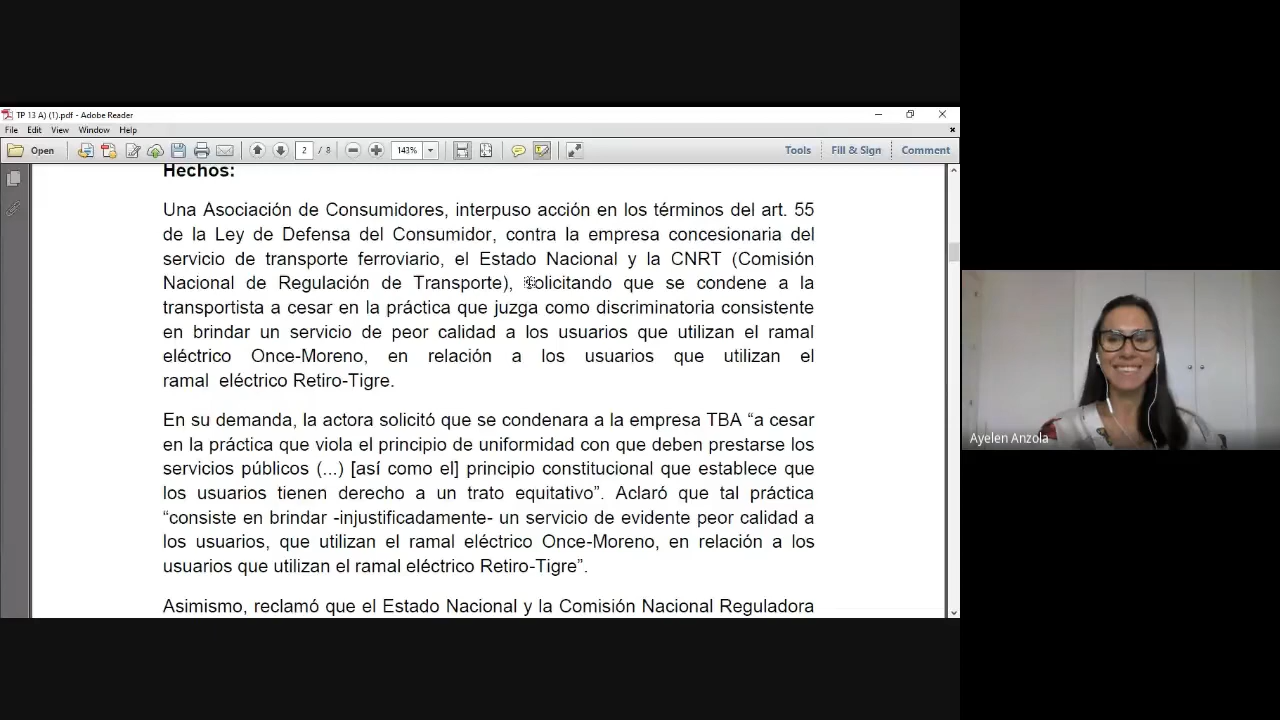 TP 13 A) (1).pdf - Adobe Reader
File Edit View Window Help
Open 2 / 8 143% Tools Fill & Sign Comment
Hechos:
Una Asociación de Consumidores, interpuso acción en los términos del art. 55
de la Ley de Defensa del Consumidor, contra la empresa concesionaria del
servicio de transporte ferroviario, el Estado Nacional y la CNRT (Comisión
Nacional de Regulación de Transporte), solicitando que se condene a la
transportista a cesar en la práctica que juzga como discriminatoria consistente
en brindar un servicio de peor calidad a los usuarios que utilizan el ramal
eléctrico Once-Moreno, en relación a los usuarios que utilizan el
ramal eléctrico Retiro-Tigre.
En su demanda, la actora solicitó que se condenara a la empresa TBA “a cesar
en la práctica que viola el principio de uniformidad con que deben prestarse los
servicios públicos (...) [así como el] principio constitucional que establece que
los usuarios tienen derecho a un trato equitativo”. Aclaró que tal práctica
“consiste en brindar -injustificadamente- un servicio de evidente peor calidad a
los usuarios, que utilizan el ramal eléctrico Once-Moreno, en relación a los
usuarios que utilizan el ramal eléctrico Retiro-Tigre”.
Asimismo, reclamó que el Estado Nacional y la Comisión Nacional Reguladora
Ayelen Anzola